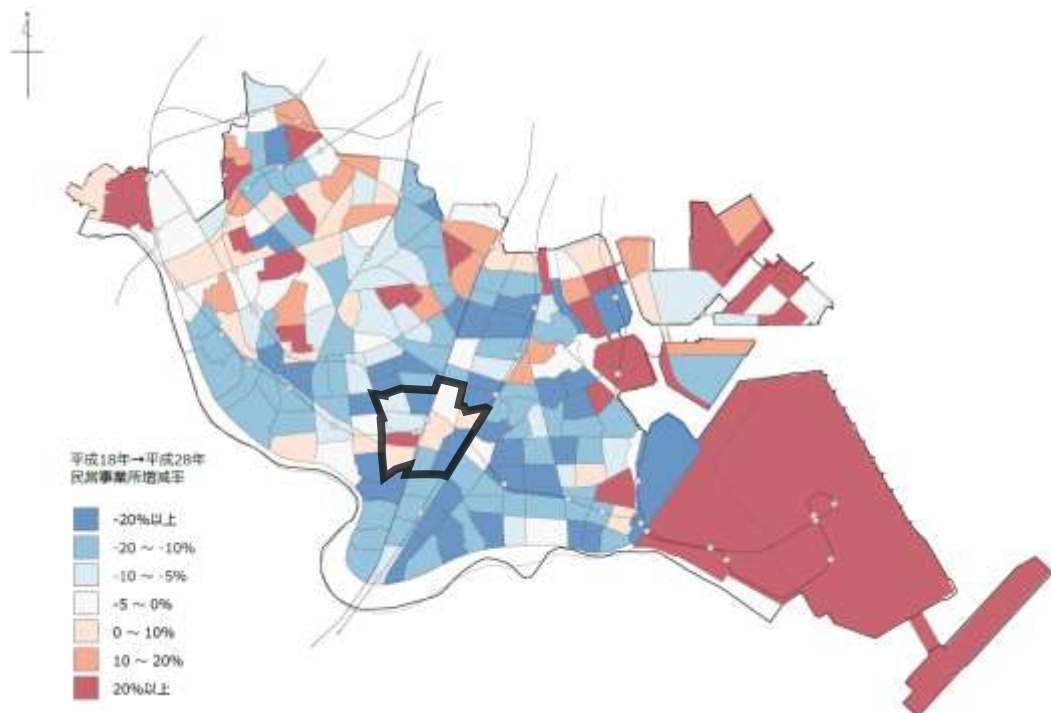 平成18年→平成28年
民営事業所増減率
-20%以上
-20 ～ -10%
-10 ～ -5%
-5 ～ 0%
0 ～ 10%
10 ～ 20%
20%以上